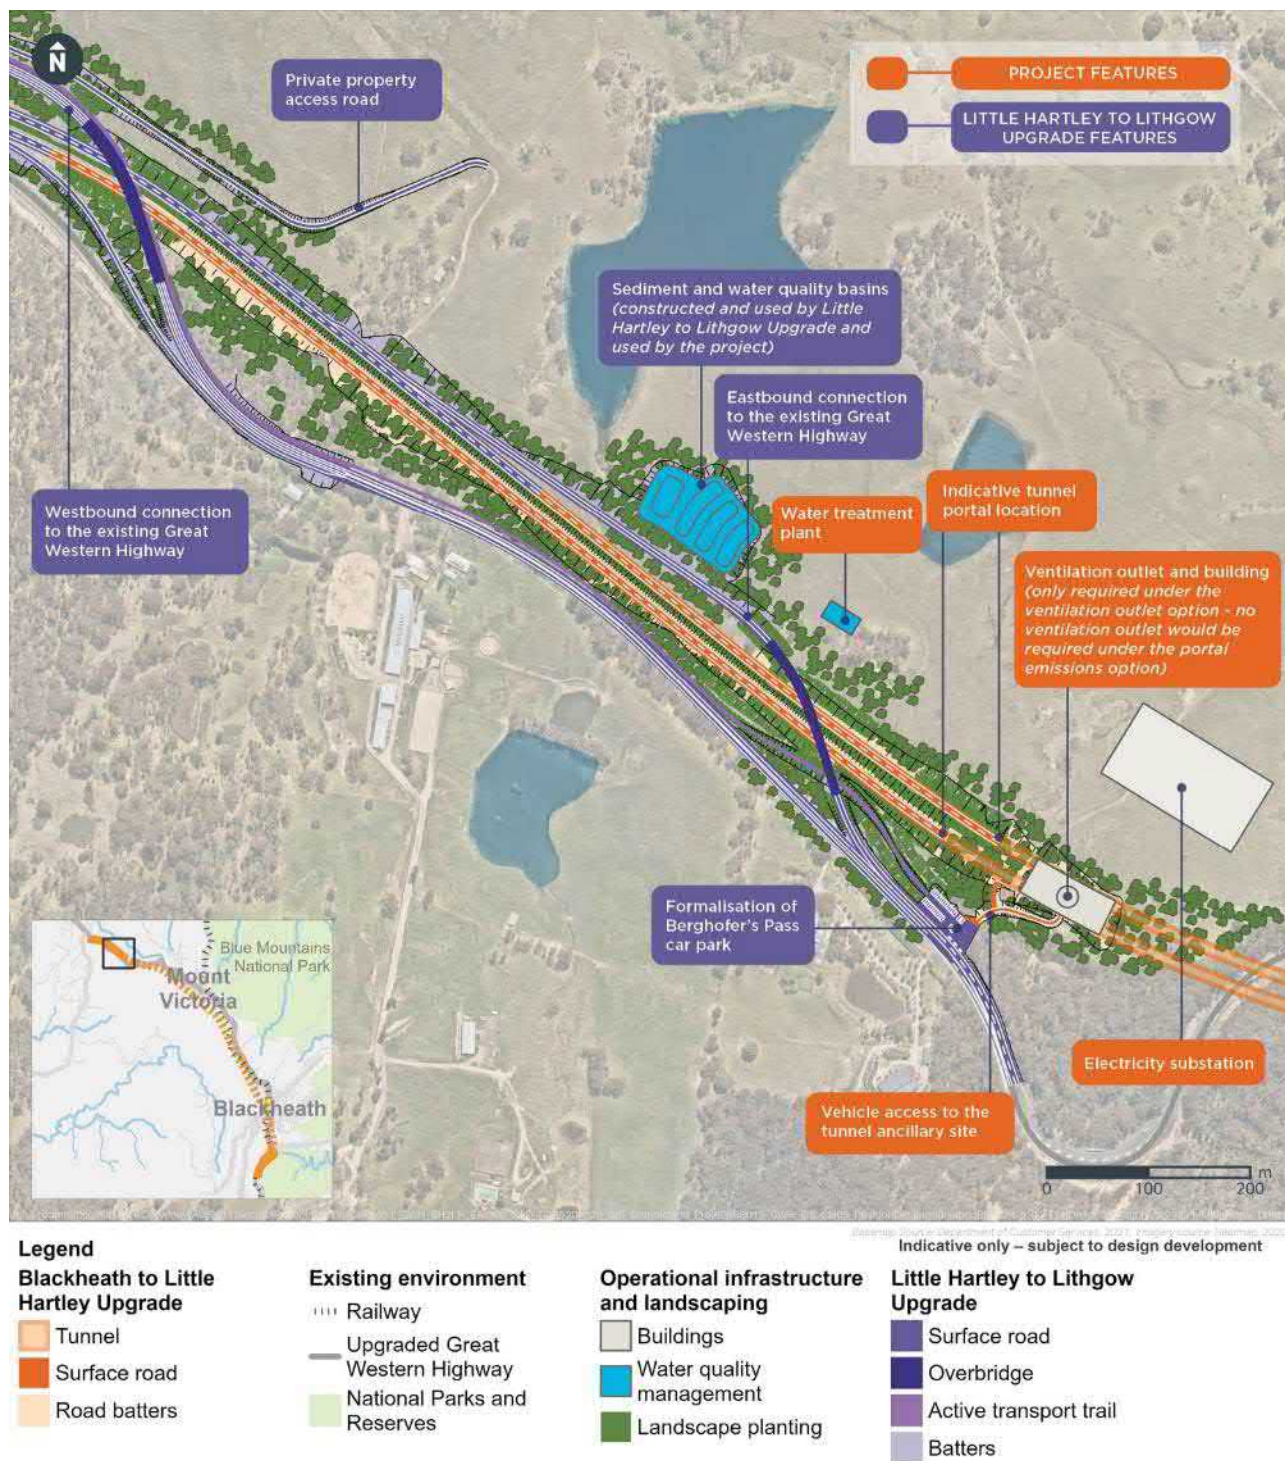 N
Private property
access road
PROJECT FEATURES
LITTLE HARTLEY TO LITHGOW
UPGRADE FEATURES
Sediment and water quality basins
(constructed and used by Little
Hartley to Lithgow Upgrade and
used by the project)
Eastbound connection
to the existing Great
Western Highway
Westbound connection
to the existing Great
Western Highway
Water treatment
plant
Indicative tunnel
portal location
Ventilation outlet and building
(only required under the
ventilation outlet option - no
ventilation outlet would be
required under the portal
emissions option)
Formalisation of
Berghofer's Pass
car park
Electricity substation
Vehicle access to the
tunnel ancillary site
Blue Mountains
National Park
Mount
Victoria
Blackheath
m
0 100 200
Indicative only – subject to design development
Legend
Blackheath to Little
Hartley Upgrade
Tunnel
Surface road
Road batters
Existing environment
Railway
Upgraded Great
Western Highway
National Parks and
Reserves
Operational infrastructure
and landscaping
Buildings
Water quality
management
Landscape planting
Little Hartley to Lithgow
Upgrade
Surface road
Overbridge
Active transport trail
Batters